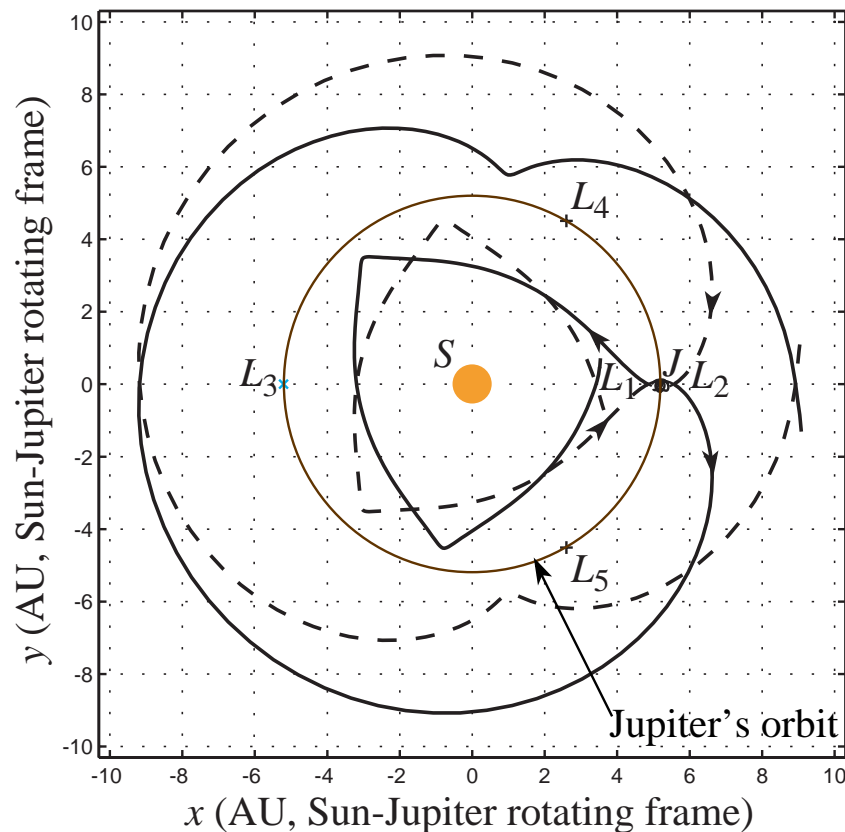 y (AU, Sun-Jupiter rotating frame)
10
8
6
4
2
0
-2
-4
-6
-8
-10
L4
S
L3
L1
J
L2
L5
Jupiter’s orbit
-10 -8 -6 -4 -2 0 2 4 6 8 10
x (AU, Sun-Jupiter rotating frame)